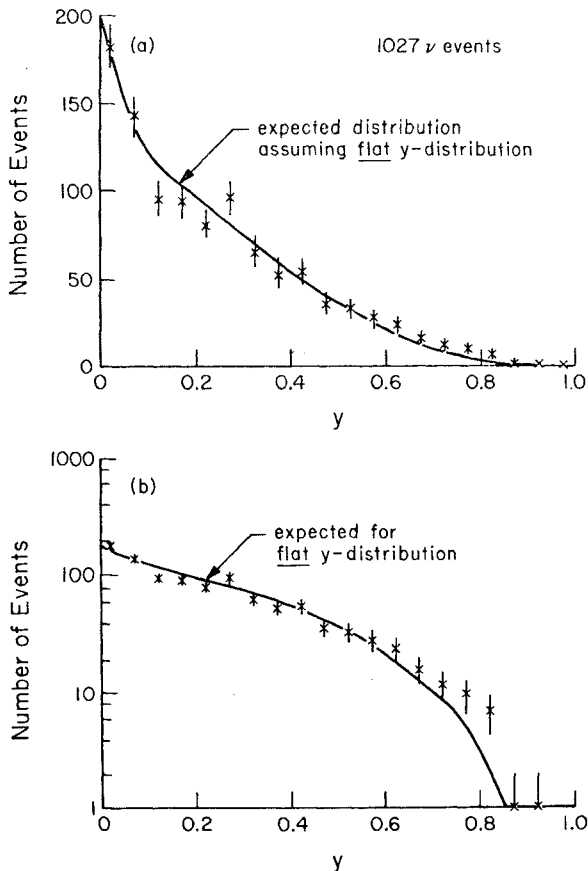 200
(a)
1027 ν events
150
expected distribution
assuming flat y-distribution
100
50
0
0
0.2
0.4
0.6
0.8
1.0
Number of Events
y
1000
(b)
expected for
flat y-distribution
100
10
1
0
0.2
0.4
0.6
0.8
1.0
Number of Events
y